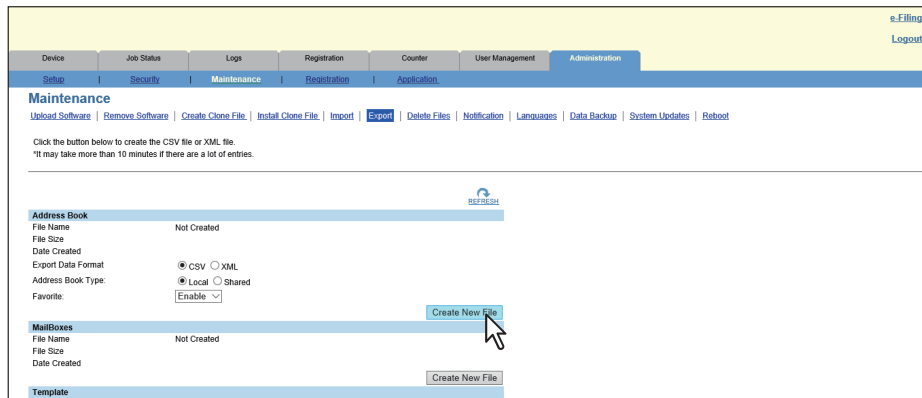 e-Filing
Logout
Device Job Status Logs Registration Counter User Management Administration
Setup | Security | Maintenance | Registration | Application
Maintenance
Upload Software | Remove Software | Create Clone File | Install Clone File | Import | Export | Delete Files | Notification | Languages | Data Backup | System Updates | Reboot
Click the button below to create the CSV file or XML file.
*It may take more than 10 minutes if there are a lot of entries.
REFRESH
Address Book
File Name Not Created
File Size
Date Created
Export Data Format CSV XML
Address Book Type: Local Shared
Favorite: Enable
Create New File
MailBoxes
File Name Not Created
File Size
Date Created
Create New File
Template